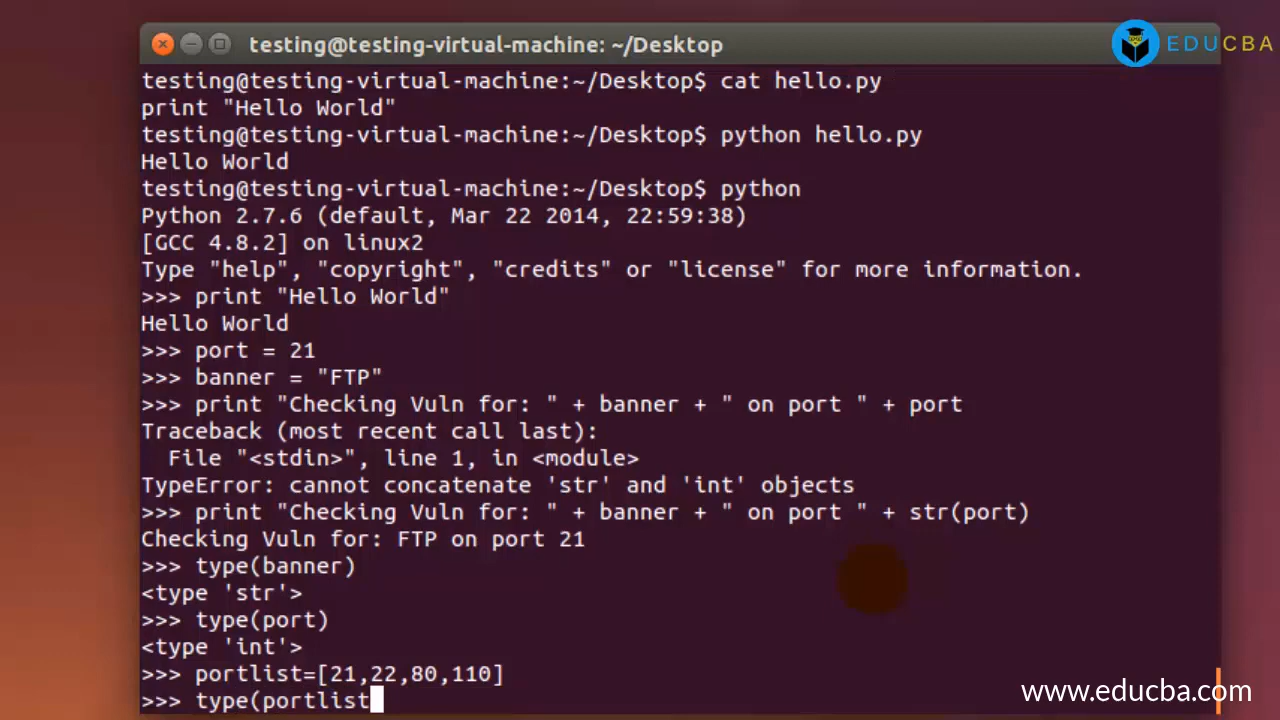 testing@testing-virtual-machine: ~/Desktop
EDUCBA
testing@testing-virtual-machine:~/Desktop$ cat hello.py
print "Hello World"
testing@testing-virtual-machine:~/Desktop$ python hello.py
Hello World
testing@testing-virtual-machine:~/Desktop$ python
Python 2.7.6 (default, Mar 22 2014, 22:59:38)
[GCC 4.8.2] on linux2
Type "help", "copyright", "credits" or "license" for more information.
>>> print "Hello World"
Hello World
>>> port = 21
>>> banner = "FTP"
>>> print "Checking Vuln for: " + banner + " on port " + port
Traceback (most recent call last):
  File "<stdin>", line 1, in <module>
TypeError: cannot concatenate 'str' and 'int' objects
>>> print "Checking Vuln for: " + banner + " on port " + str(port)
Checking Vuln for: FTP on port 21
>>> type(banner)
<type 'str'>
>>> type(port)
<type 'int'>
>>> portlist=[21,22,80,110]
>>> type(portlist
www.educba.com